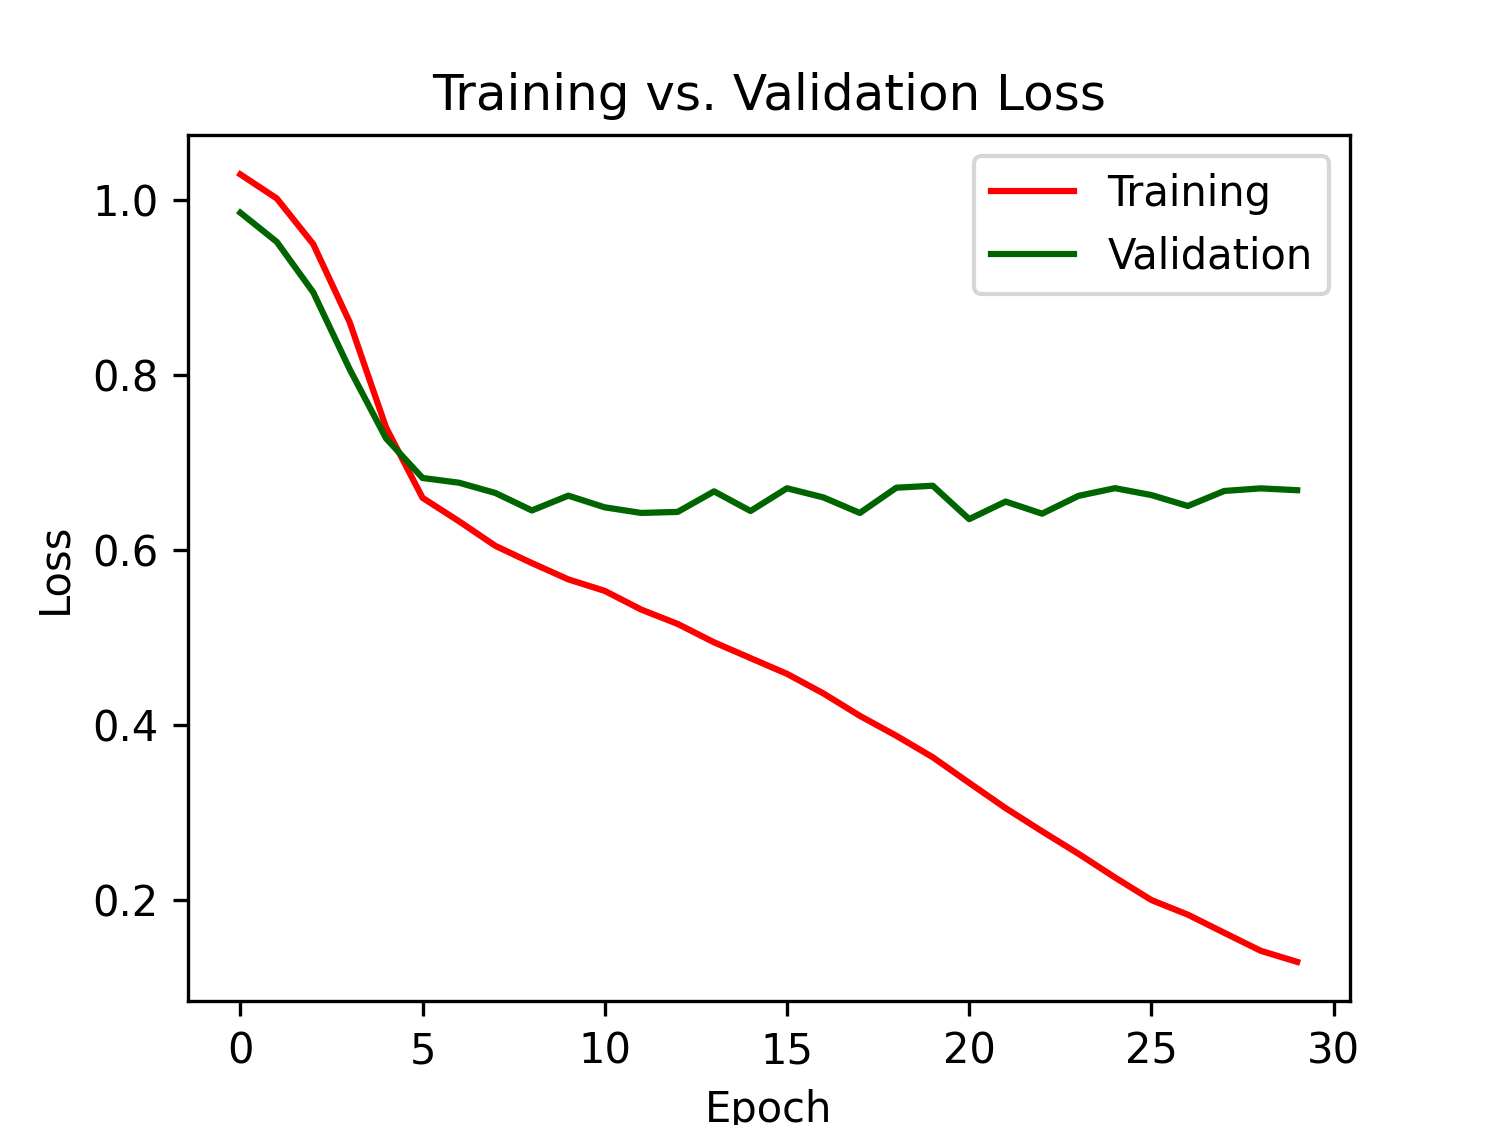 Training vs. Validation Loss
Training
Validation
1.0
0.8
0.6
0.4
0.2
Loss
0 5 10 15 20 25 30
Epoch